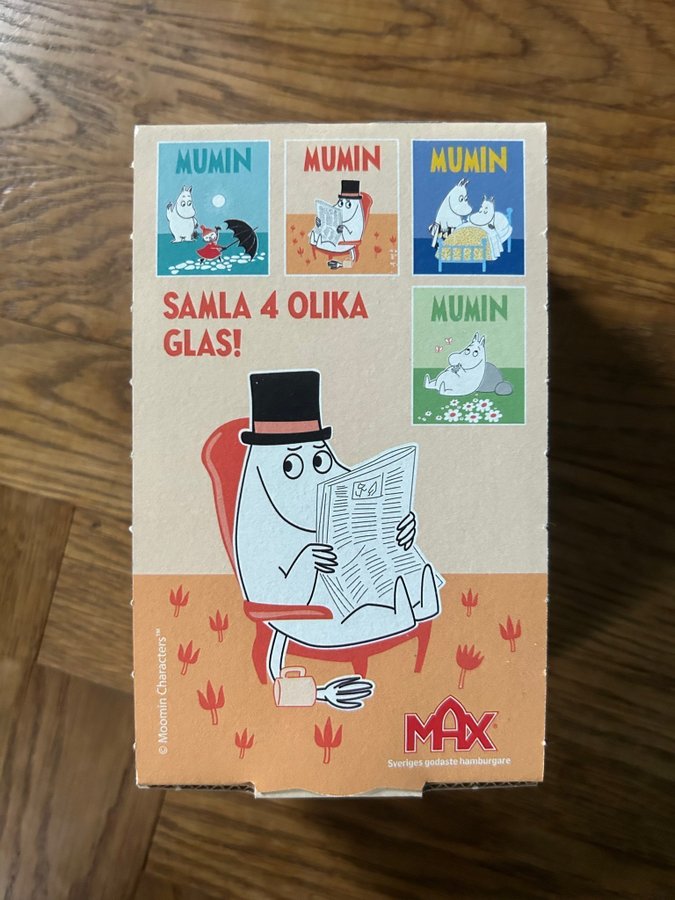 MUMIN
MUMIN
MUMIN
SAMLA 4 OLIKA
GLAS!
MUMIN
© Moomin Characters™
MAX
Sveriges godaste hamburgare